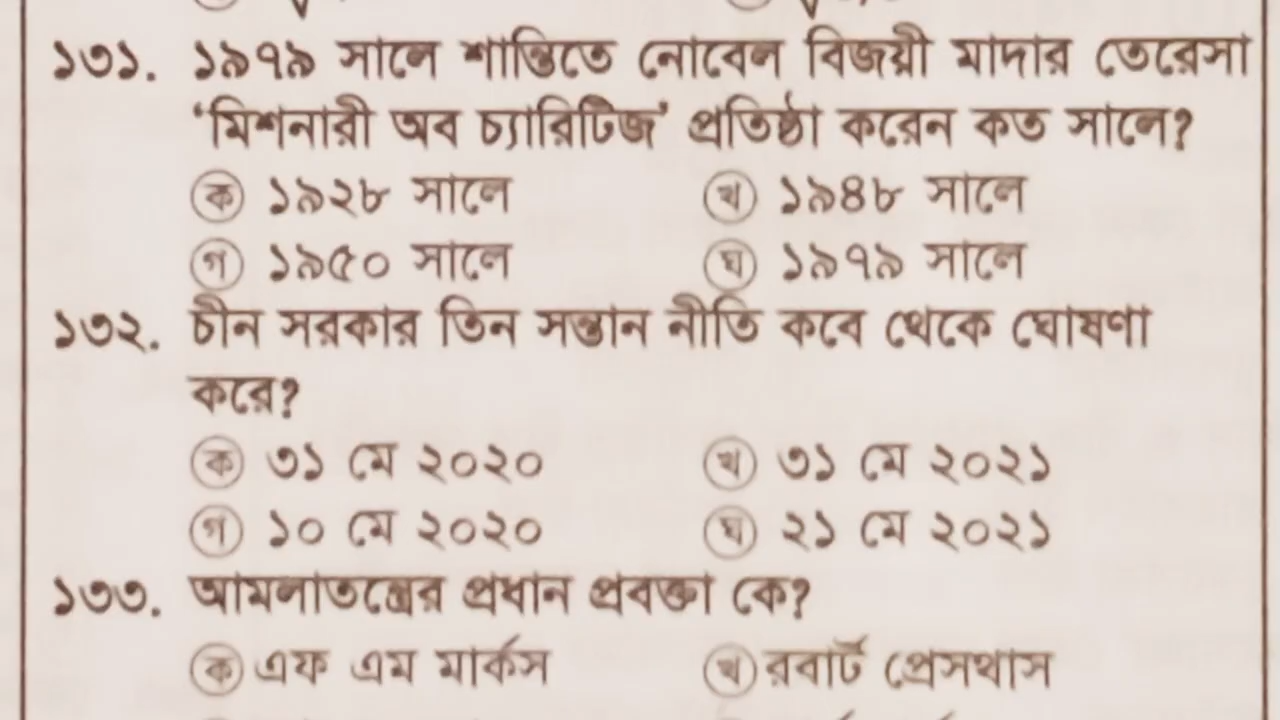 ১৩১. ১৯৭৯ সালে শান্তিতে নোবেল বিজয়ী মাদার তেরেসা
‘মিশনারী অব চ্যারিটিজ’ প্রতিষ্ঠা করেন কত সালে?
ক ১৯২৮ সালে খ ১৯৪৮ সালে
গ ১৯৫০ সালে ঘ ১৯৭৯ সালে
১৩২. চীন সরকার তিন সন্তান নীতি কবে থেকে ঘোষণা
করে?
ক ৩১ মে ২০২০ খ ৩১ মে ২০২১
গ ১০ মে ২০২০ ঘ ২১ মে ২০২১
১৩৩. আমলাতন্ত্রের প্রধান প্রবক্তা কে?
ক এফ এম মার্কস খ রবার্ট প্রেসথাস